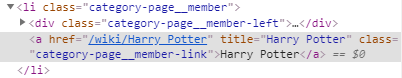 ▼<li class="category-page__member">
▶<div class="category-page__member-left">…</div>
<a href="/wiki/Harry_Potter" title="Harry Potter" class=
"category-page__member-link">Harry Potter</a> == $0
</li>